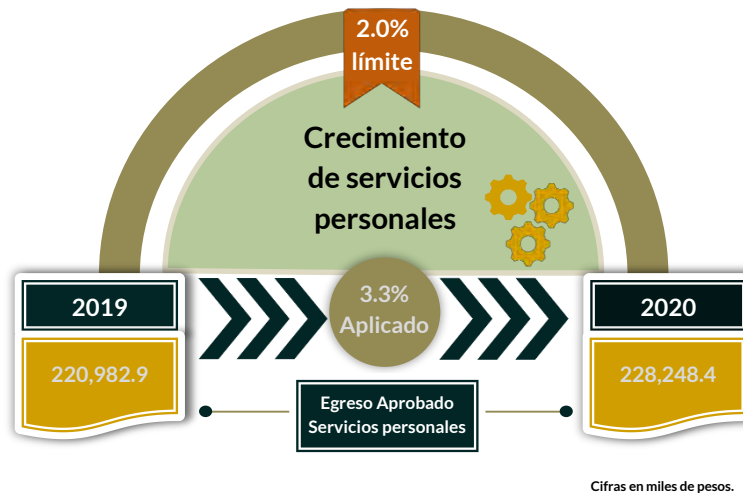 2.0%
límite
Crecimiento
de servicios
personales
2019
3.3%
Aplicado
2020
220,982.9
228,248.4
Egreso Aprobado
Servicios personales
Cifras en miles de pesos.